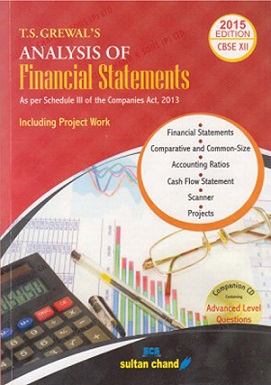 T.S. GREWAL'S
ANALYSIS OF
Financial Statements
As per Schedule III of the Companies Act, 2013
Including Project Work
2015
EDITION
CBSE XII
Financial Statements
Comparative and Common-Size
Accounting Ratios
Cash Flow Statement
Scanner
Projects
Companion CD
Containing
Advanced Level
Questions
SCS
sultan chand